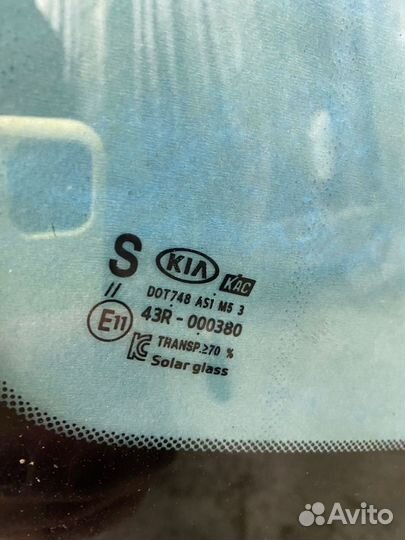 S KIA KAC
DOT748 AS1 M5 3
//
E11 43R-000380
TRANSP.≥70 %
Solar glass
Avito